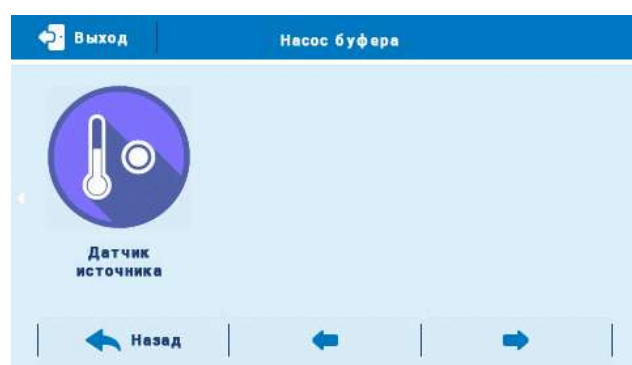 Выход
Насос буфера
Датчик
источника
Назад